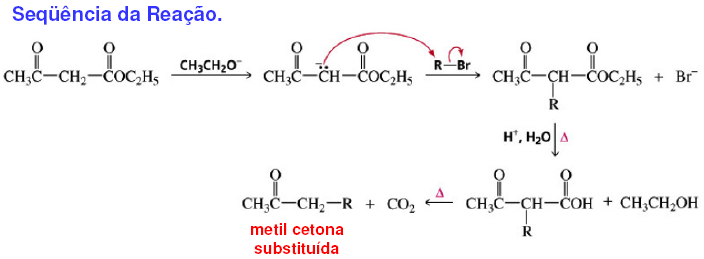 Seqüência da Reação.
O O O O O O
CH₃C—CH₂—COC₂H₅ CH₃CH₂O⁻ CH₃C—C̈H⁻—COC₂H₅ R—Br CH₃C—CH—COC₂H₅ + Br⁻
R
H⁺, H₂O Δ
O O O
CH₃C—CH₂—R + CO₂ Δ CH₃C—CH—COH + CH₃CH₂OH
R
metil cetona
substituída